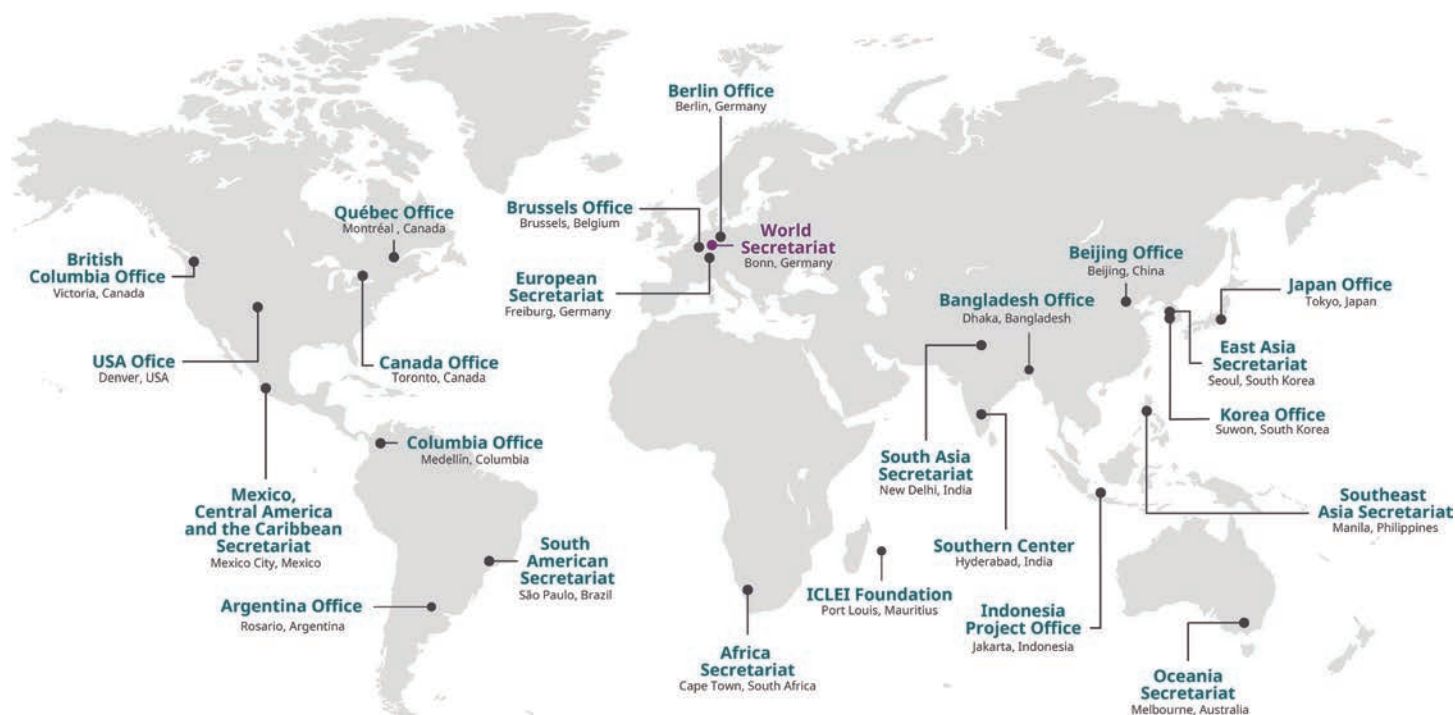 Berlin Office
Berlin, Germany
Québec Office
Montréal , Canada
Brussels Office
Brussels, Belgium
World
Secretariat
Bonn, Germany
British
Columbia Office
Victoria, Canada
European
Secretariat
Freiburg, Germany
Beijing Office
Beijing, China
Bangladesh Office
Dhaka, Bangladesh
Japan Office
Tokyo, Japan
USA Ofice
Denver, USA
Canada Office
Toronto, Canada
East Asia
Secretariat
Seoul, South Korea
Korea Office
Suwon, South Korea
Columbia Office
Medellín, Columbia
South Asia
Secretariat
New Delhi, India
Mexico,
Central America
and the Caribbean
Secretariat
Mexico City, Mexico
Southeast
Asia Secretariat
Manila, Philippines
South
American
Secretariat
São Paulo, Brazil
Southern Center
Hyderabad, India
Argentina Office
Rosario, Argentina
ICLEI Foundation
Port Louis, Mauritius
Indonesia
Project Office
Jakarta, Indonesia
Africa
Secretariat
Cape Town, South Africa
Oceania
Secretariat
Melbourne, Australia